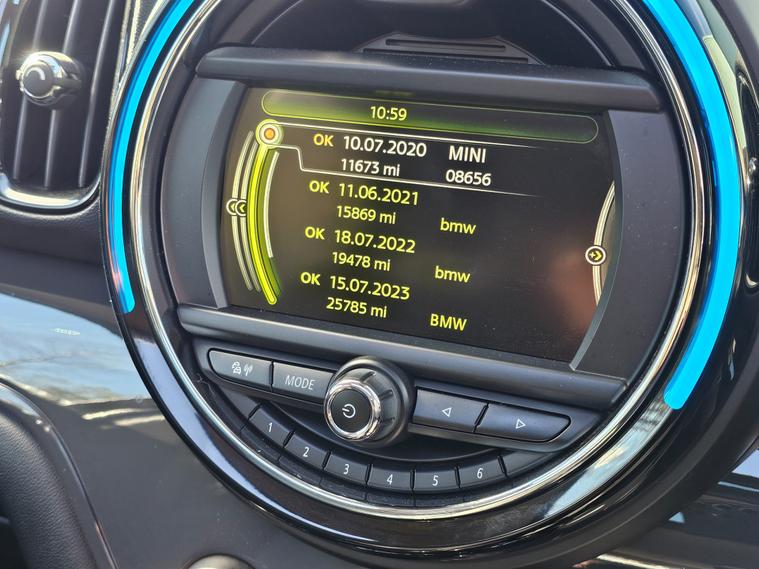 10:59
OK 10.07.2020 MINI
11673 mi 08656
OK 11.06.2021
15869 mi bmw
OK 18.07.2022
19478 mi bmw
OK 15.07.2023
25785 mi BMW
MODE
1 2 3 4 5 6